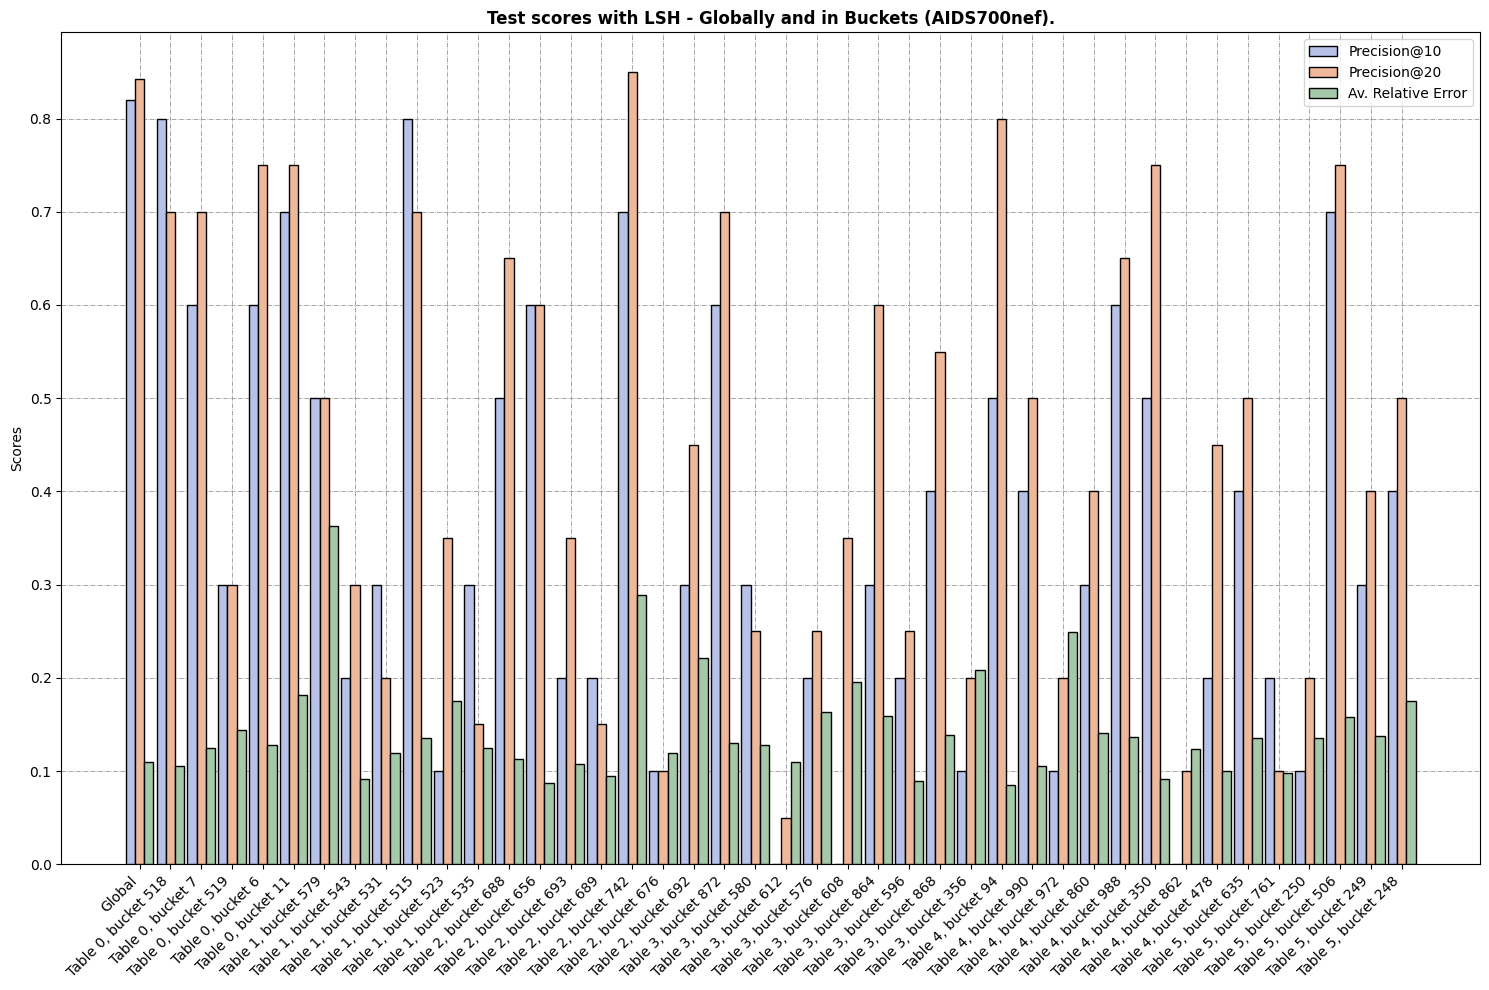 Test scores with LSH - Globally and in Buckets (AIDS700nef).
Precision@10
Precision@20
Av. Relative Error
Scores
0.8
0.7
0.6
0.5
0.4
0.3
0.2
0.1
0.0
Global
Table 0, bucket 518
Table 0, bucket 7
Table 0, bucket 519
Table 0, bucket 6
Table 0, bucket 11
Table 1, bucket 579
Table 1, bucket 543
Table 1, bucket 531
Table 1, bucket 515
Table 1, bucket 523
Table 1, bucket 535
Table 2, bucket 688
Table 2, bucket 656
Table 2, bucket 693
Table 2, bucket 689
Table 2, bucket 742
Table 2, bucket 676
Table 2, bucket 692
Table 3, bucket 872
Table 3, bucket 580
Table 3, bucket 612
Table 3, bucket 576
Table 3, bucket 608
Table 3, bucket 864
Table 3, bucket 596
Table 3, bucket 868
Table 3, bucket 356
Table 4, bucket 94
Table 4, bucket 990
Table 4, bucket 972
Table 4, bucket 860
Table 4, bucket 988
Table 4, bucket 350
Table 4, bucket 862
Table 4, bucket 478
Table 5, bucket 635
Table 5, bucket 761
Table 5, bucket 250
Table 5, bucket 506
Table 5, bucket 249
Table 5, bucket 248